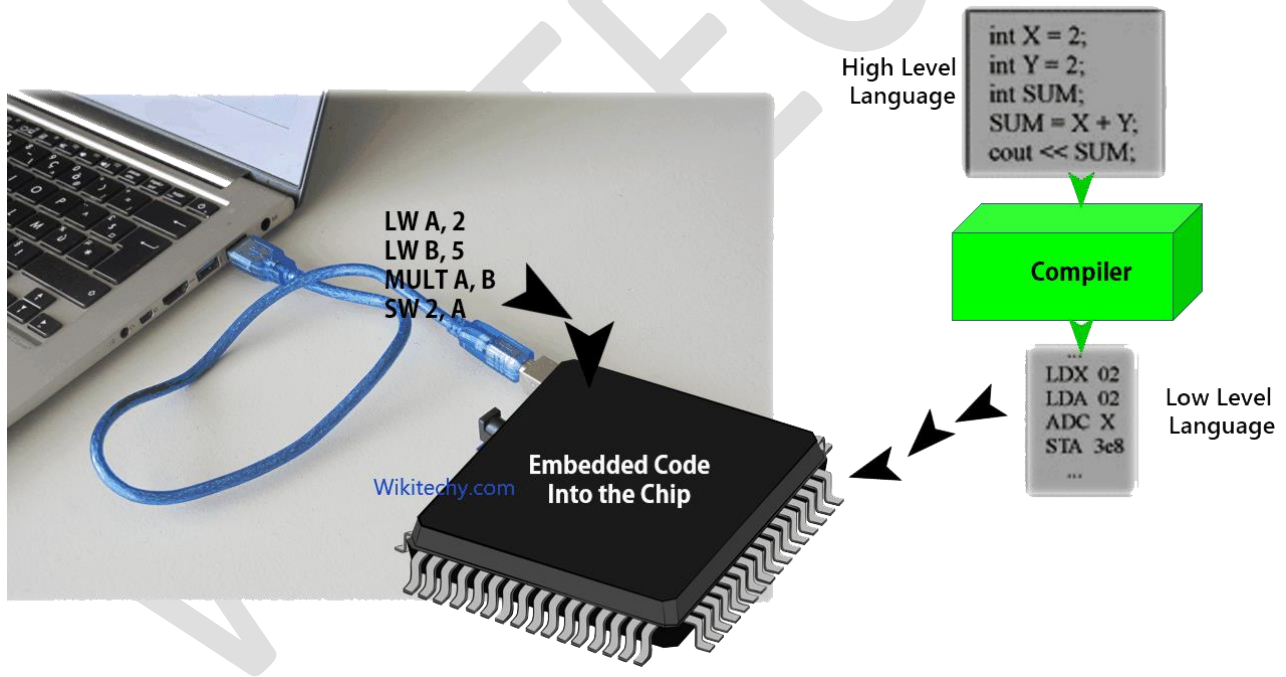 High Level
Language
int X = 2;
int Y = 2;
int SUM;
SUM = X + Y;
cout << SUM;
Compiler
...
LDX 02
LDA 02
ADC X
STA 3e8
...
Low Level
Language
LW A, 2
LW B, 5
MULT A, B
SW 2, A
Embedded Code
Into the Chip
Wikitechy.com